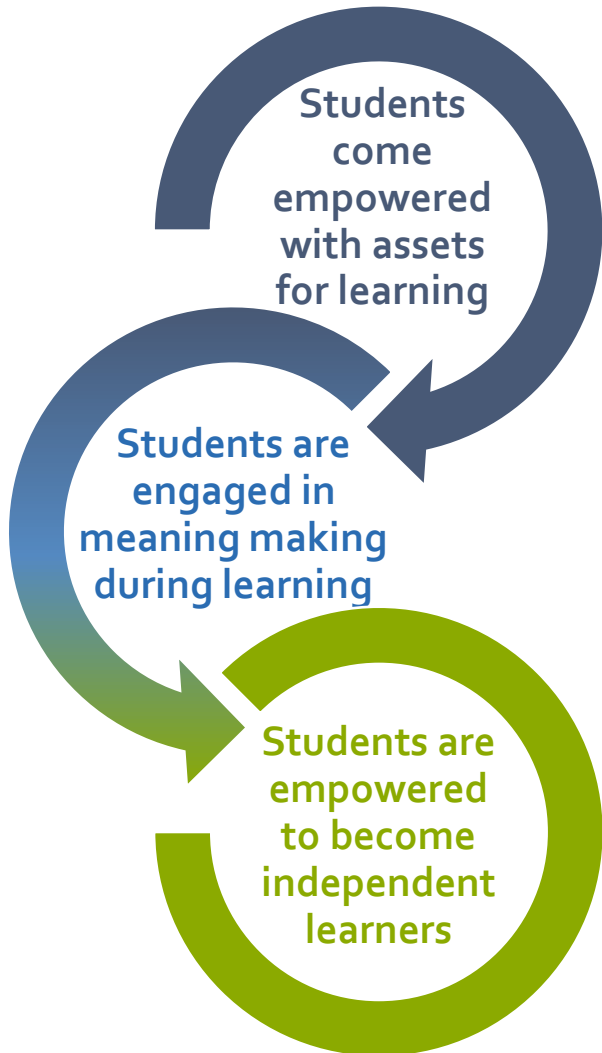 Students
come
empowered
with assets
for learning
Students are
engaged in
meaning making
during learning
Students are
empowered
to become
independent
learners